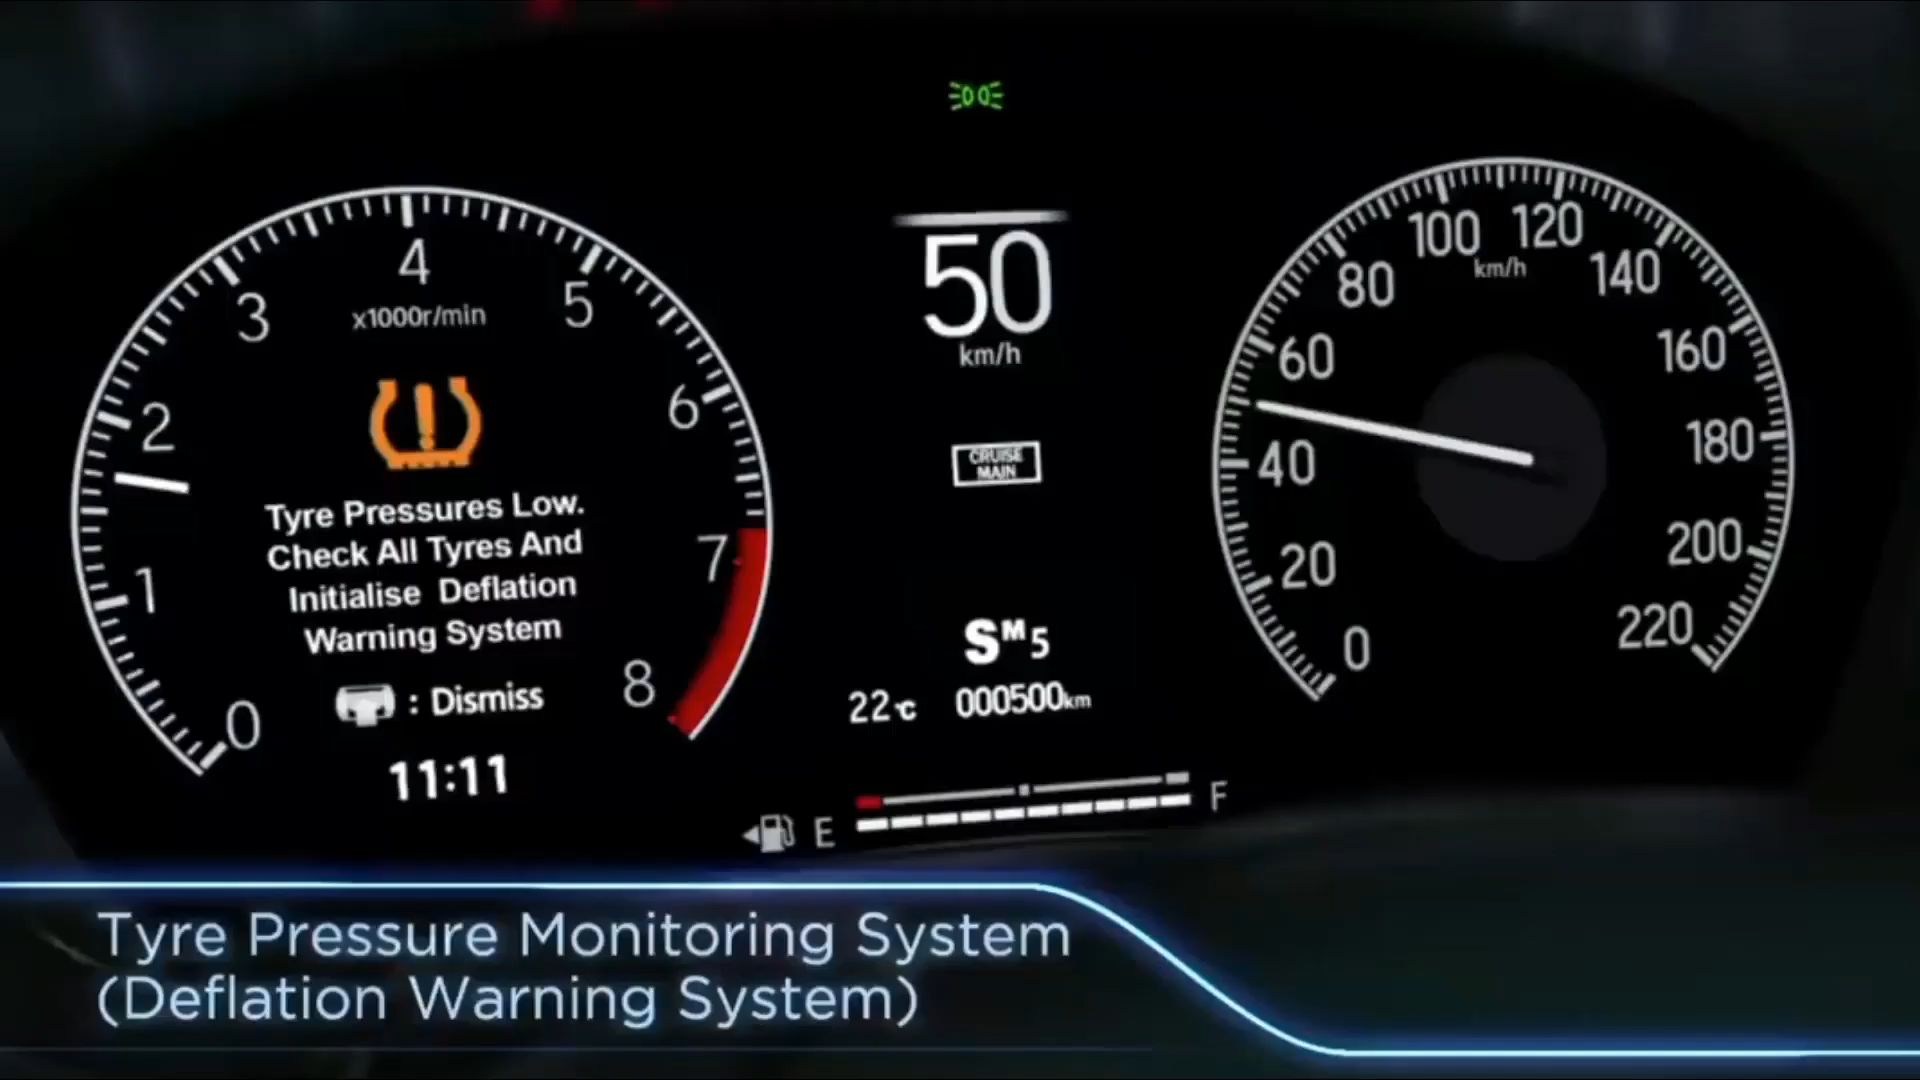 4
3
5
x1000r/min
2
6
1
7
0
8
Tyre Pressures Low.
Check All Tyres And
Initialise Deflation
Warning System
: Dismiss
11:11
50
km/h
CRUISE
MAIN
SM5
22°C 000500km
E F
100 120
km/h
80 140
60 160
40 180
20 200
0 220
Tyre Pressure Monitoring System
(Deflation Warning System)